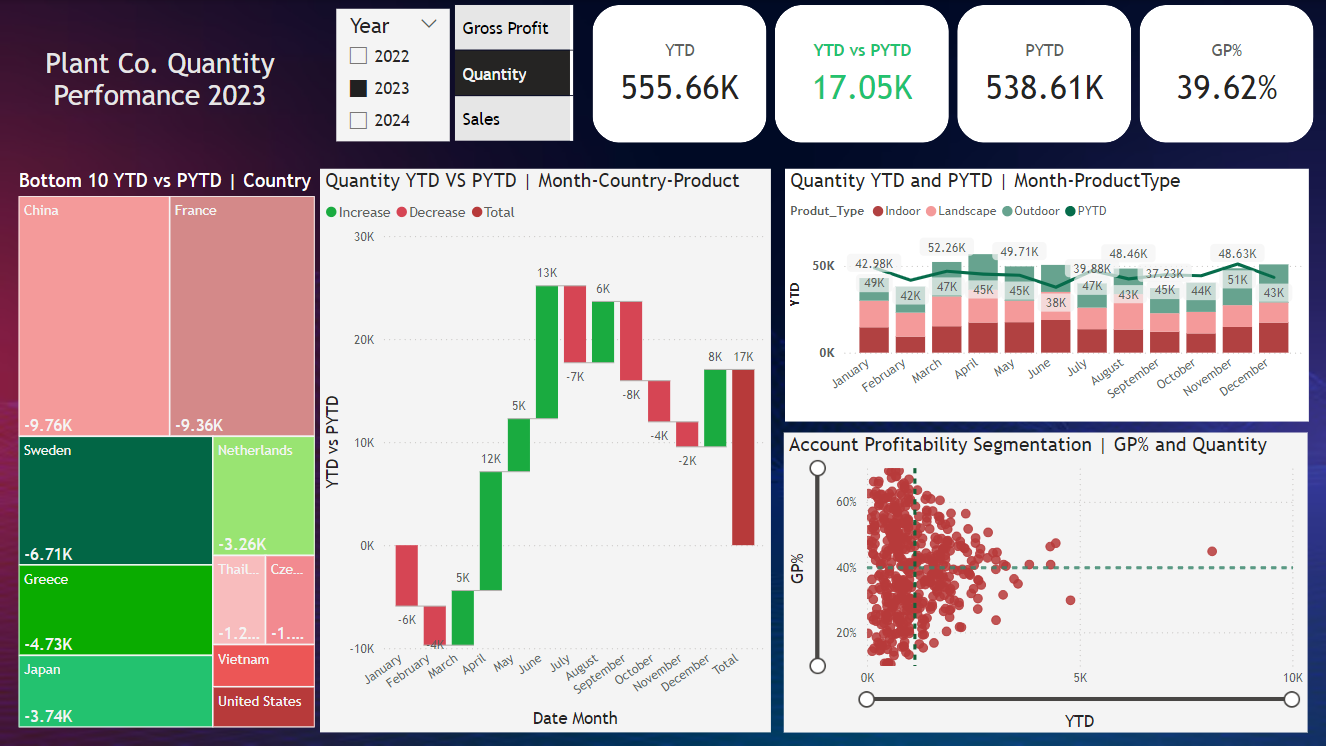 Plant Co. Quantity
Perfomance 2023
Year
2022
2023
2024
Gross Profit
Quantity
Sales
YTD
555.66K
YTD vs PYTD
17.05K
PYTD
538.61K
GP%
39.62%
Bottom 10 YTD vs PYTD | Country
China
-9.76K
France
-9.36K
Sweden
-6.71K
Netherlands
-3.26K
Greece
-4.73K
Thail...
-1.2...
Cze...
-1....
Japan
-3.74K
Vietnam
United States
Quantity YTD VS PYTD | Month-Country-Product
Increase Decrease Total
30K
20K
10K
0K
-10K
YTD vs PYTD
-6K
-4K
5K
12K
5K
13K
-7K
6K
-8K
-4K
-2K
8K
17K
January
February
March
April
May
June
July
August
September
October
November
December
Total
Date Month
Quantity YTD and PYTD | Month-ProductType
Produt_Type Indoor Landscape Outdoor PYTD
50K
0K
YTD
42.98K
52.26K
49.71K
39.88K
48.46K
37.23K
48.63K
49K
42K
47K
45K
45K
38K
47K
43K
45K
44K
51K
43K
January
February
March
April
May
June
July
August
September
October
November
December
Account Profitability Segmentation | GP% and Quantity
60%
40%
20%
GP%
0K
5K
10K
YTD